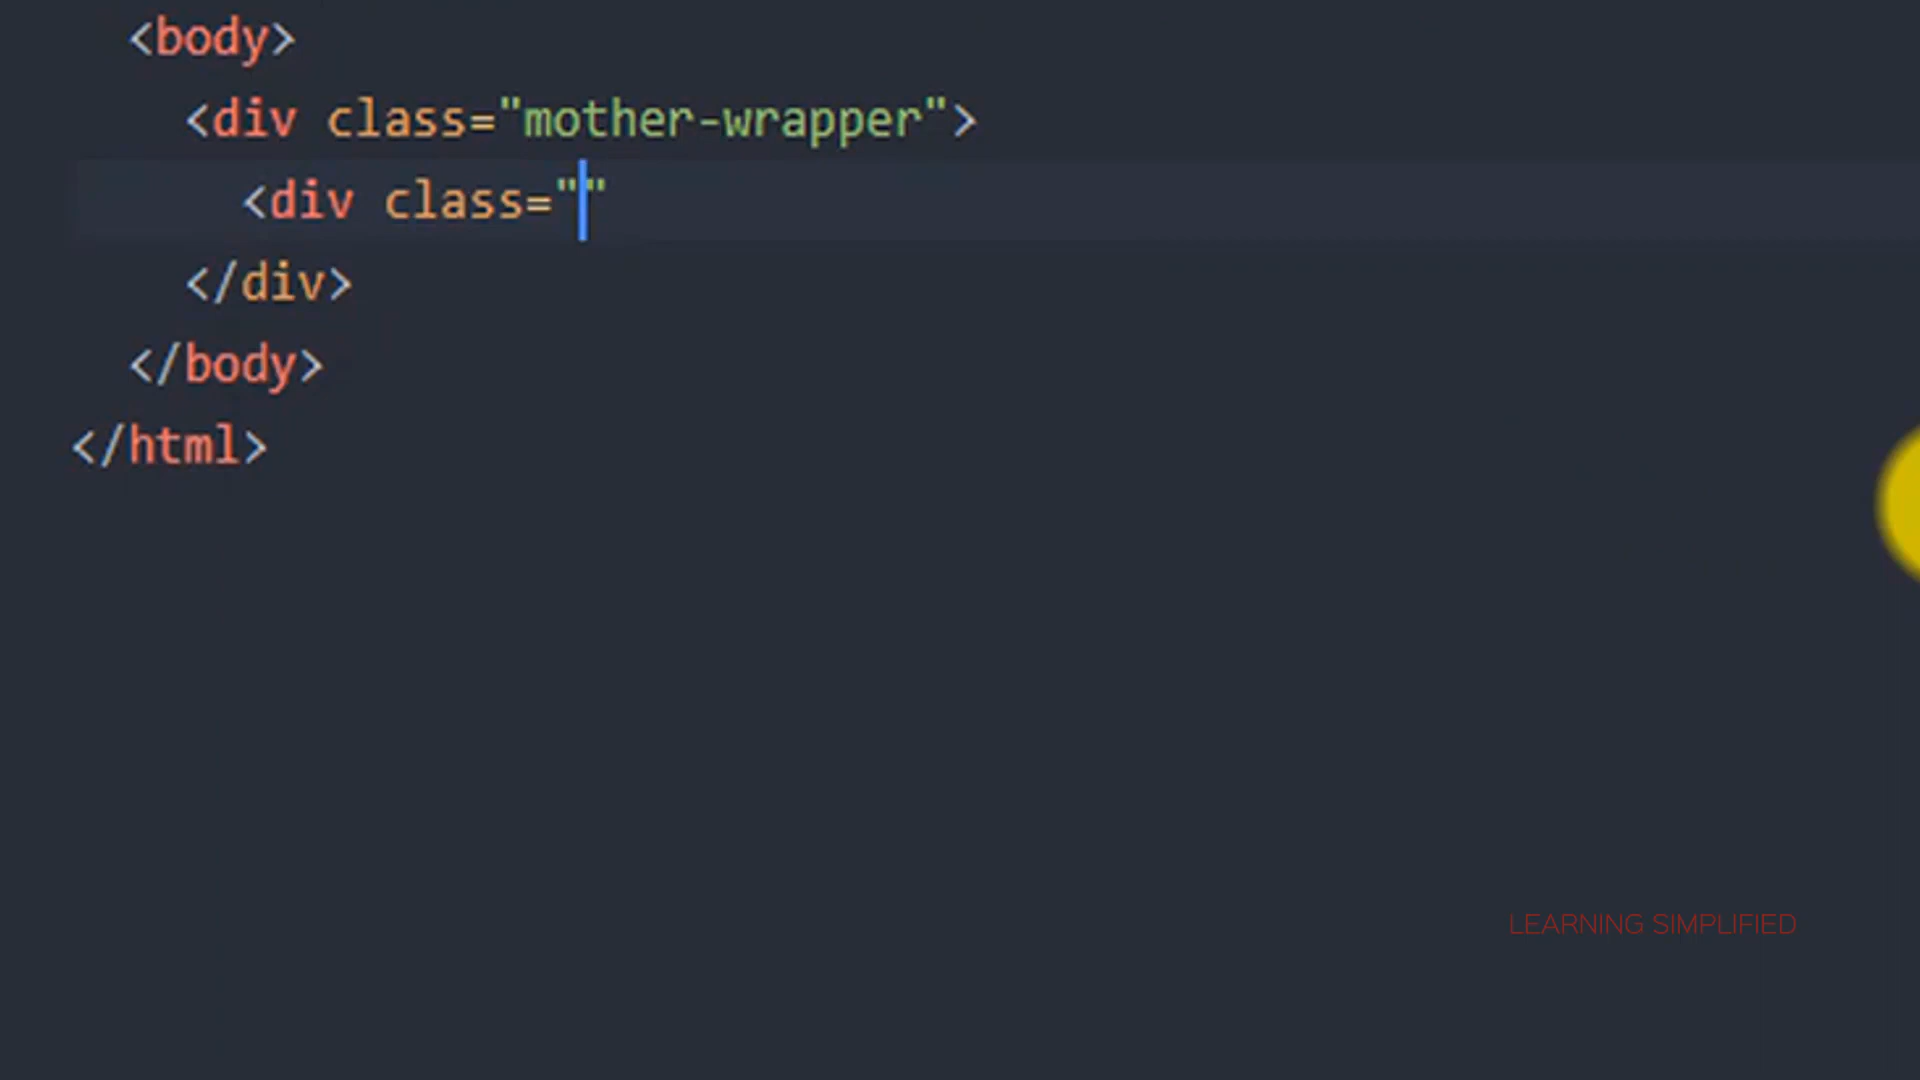 <body>
<div class="mother-wrapper">
<div class=""
</div>
</body>
</html>
LEARNING SIMPLIFIED